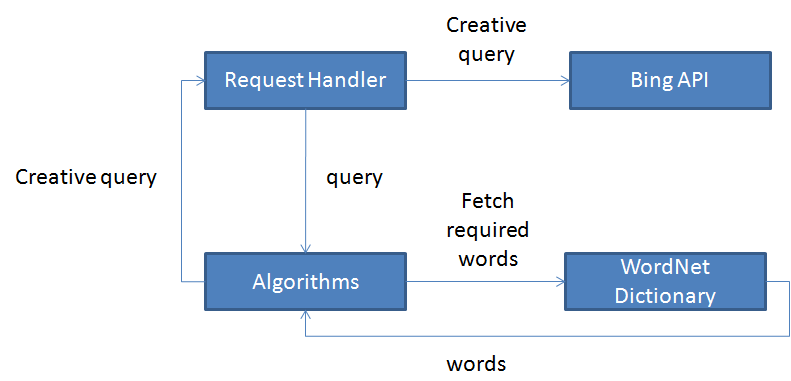 Creative
query
Request Handler
Bing API
Creative query
query
Fetch
required
words
Algorithms
WordNet
Dictionary
words